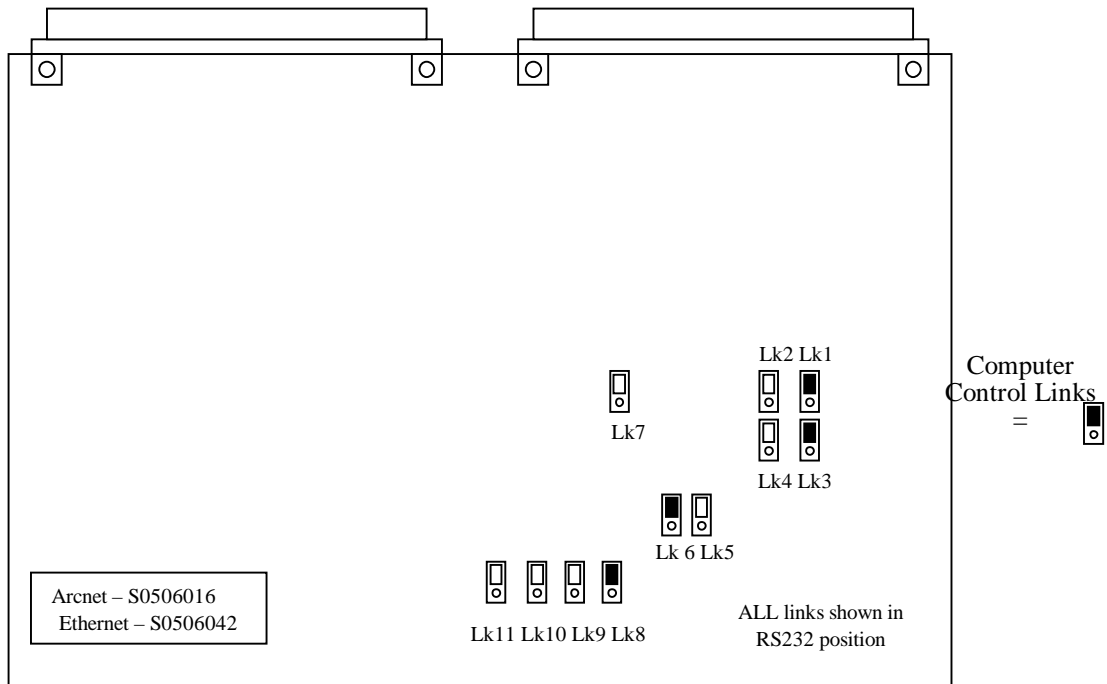 Lk2 Lk1
Computer
Control Links
=
Lk7
Lk4 Lk3
Lk 6 Lk5
Arcnet – S0506016
Ethernet – S0506042
Lk11 Lk10 Lk9 Lk8
ALL links shown in
RS232 position